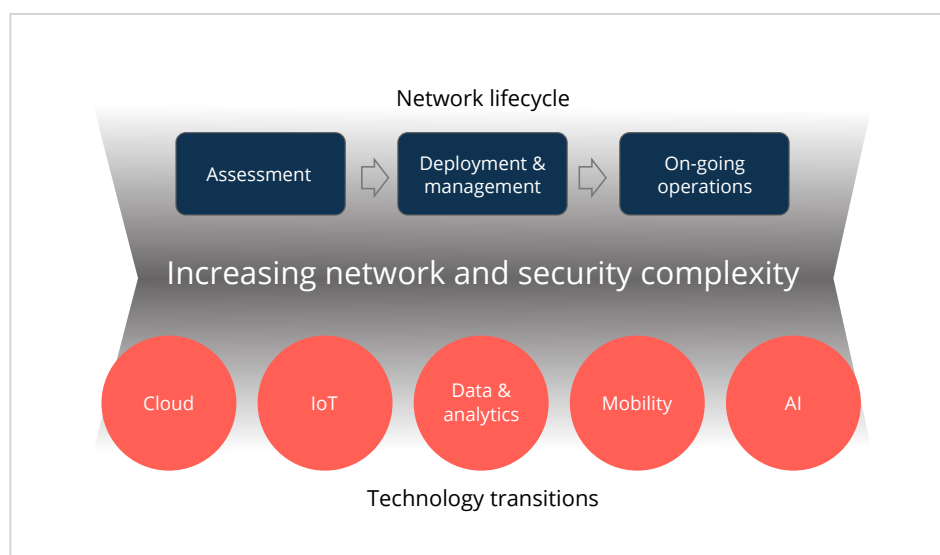 Network lifecycle
Assessment
Deployment &
management
On-going
operations
Increasing network and security complexity
Cloud
IoT
Data &
analytics
Mobility
AI
Technology transitions